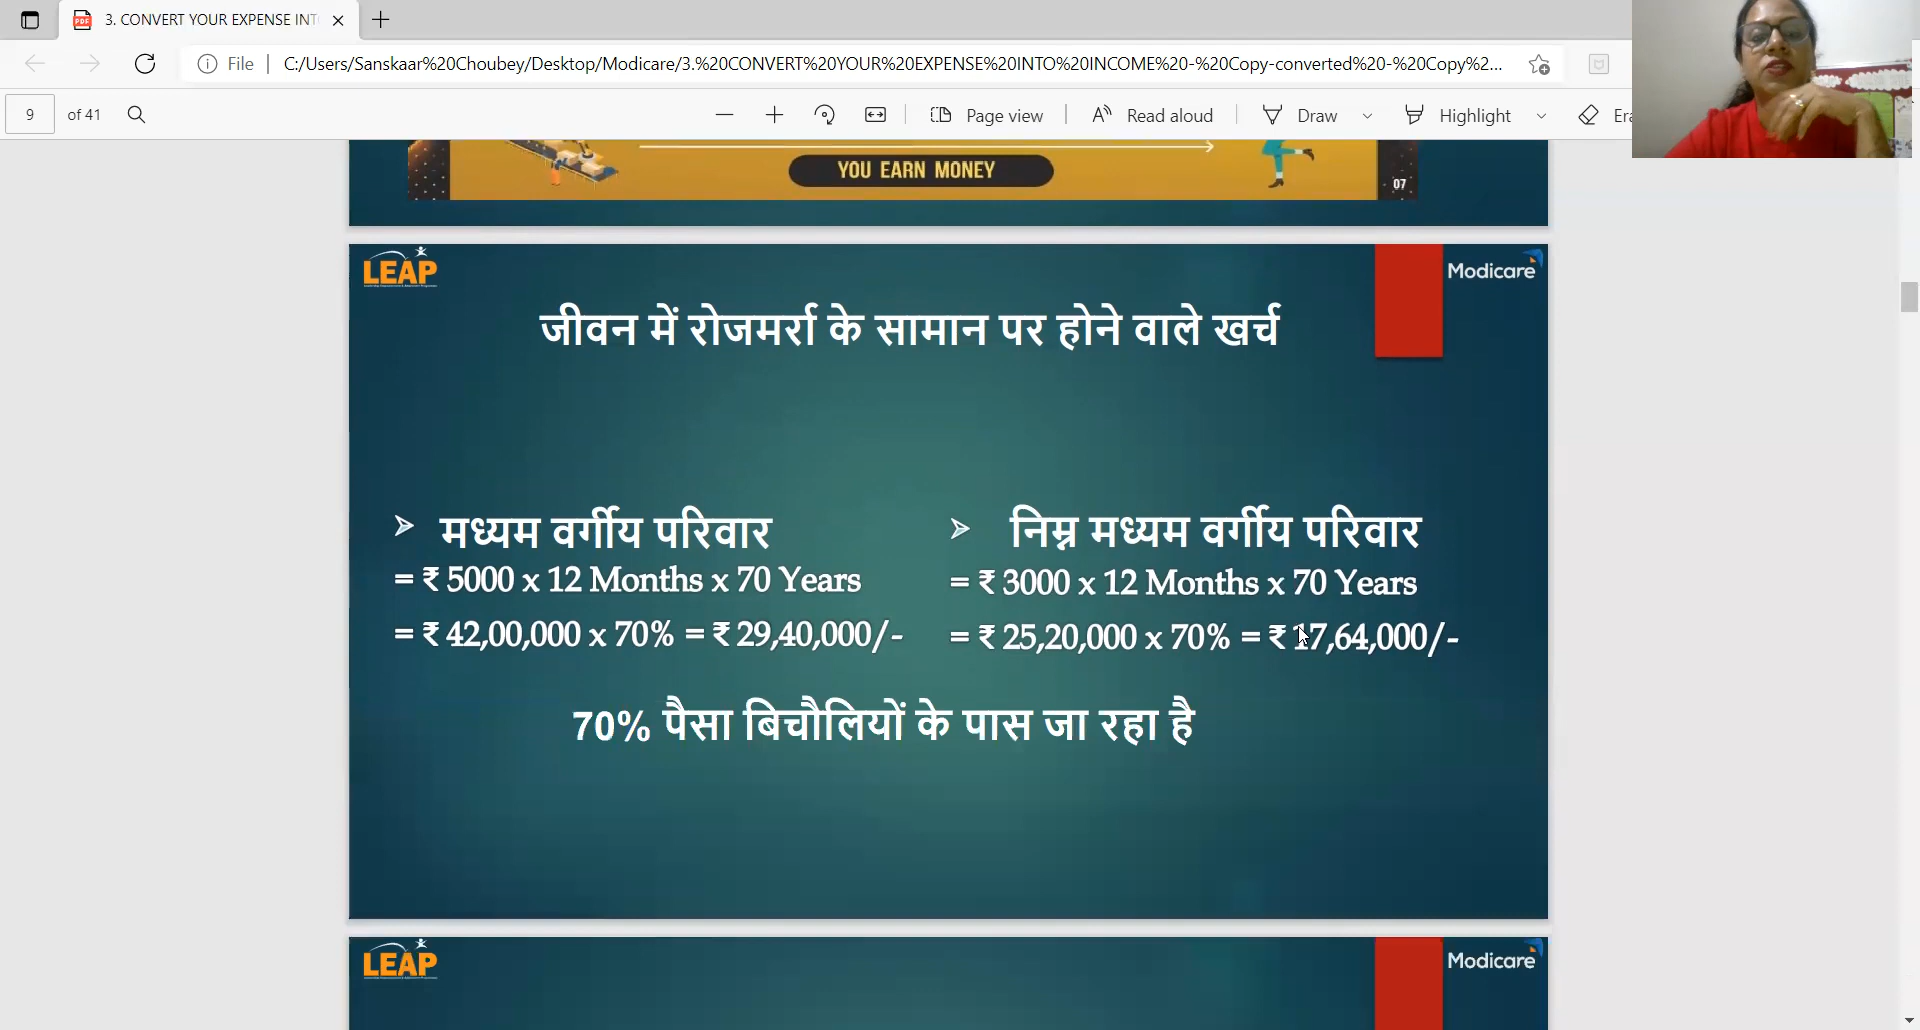 3. CONVERT YOUR EXPENSE INT
File
C:/Users/Sanskaar%20Choubey/Desktop/Modicare/3.%20CONVERT%20YOUR%20EXPENSE%20INTO%20INCOME%20-%20Copy-converted%20-%20Copy%2...
9 of 41
Page view
Read aloud
Draw
Highlight
Era
YOU EARN MONEY
07
LEAP
Modicare
जीवन में रोजमर्रा के सामान पर होने वाले खर्च
➢ मध्यम वर्गीय परिवार
= ₹ 5000 x 12 Months x 70 Years
= ₹ 42,00,000 x 70% = ₹ 29,40,000/-
➢ निम्न मध्यम वर्गीय परिवार
= ₹ 3000 x 12 Months x 70 Years
= ₹ 25,20,000 x 70% = ₹ 17,64,000/-
70% पैसा बिचौलियों के पास जा रहा है
LEAP
Modicare